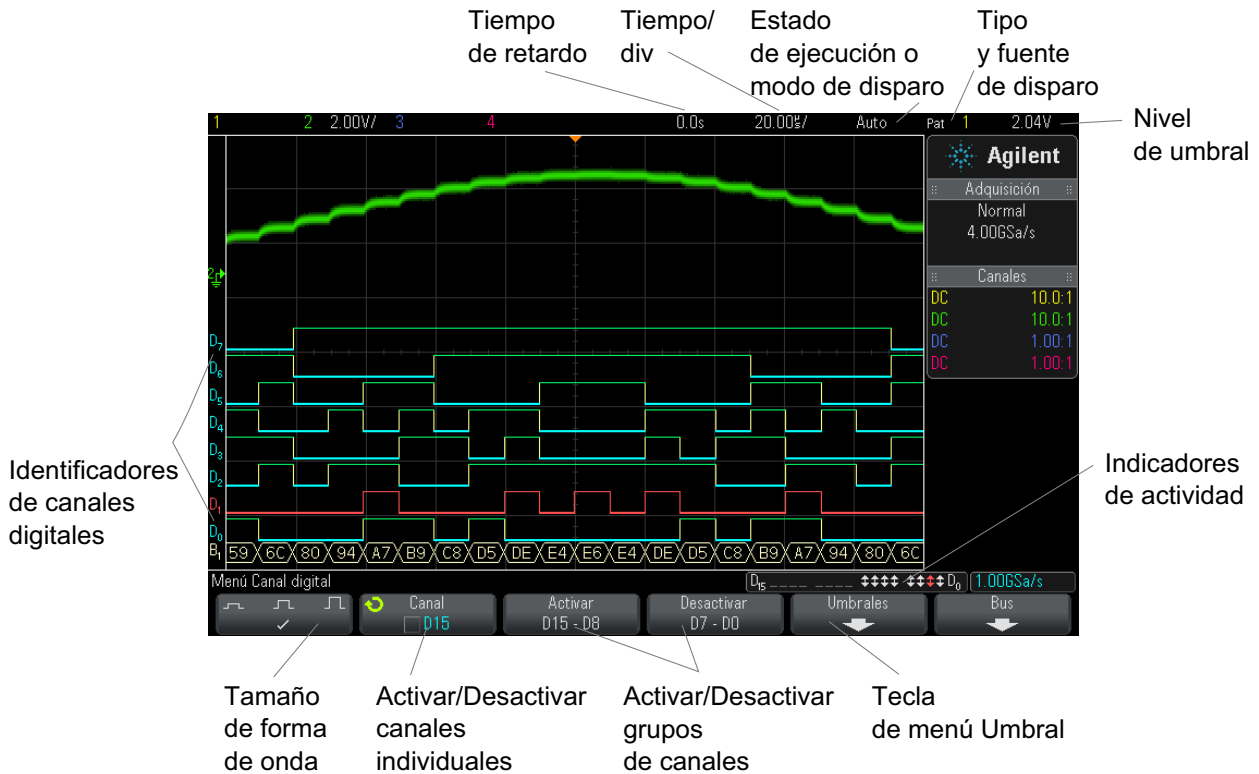 Tiempo
de retardo
Tiempo/
div
Estado
de ejecución o
modo de disparo
Tipo
y fuente
de disparo
Nivel
de umbral
1 2 2.00V/ 3 4 0.0s 20.00µ/ Auto Pat 1 2.04V
Agilent
Adquisición
Normal
4.00GSa/s
Canales
DC 10.0:1
DC 10.0:1
DC 1.00:1
DC 1.00:1
2
D7
D6
D5
D4
D3
D2
D1
D0
B1 59 6C 80 94 A7 B9 C8 D5 DE E4 E6 E4 DE D5 C8 B9 A7 94 80 6C
Identificadores
de canales
digitales
Indicadores
de actividad
Menú Canal digital D15 D0 1.00GSa/s
Canal
D15
Activar
D15 - D8
Desactivar
D7 - D0
Umbrales
Bus
Tamaño
de forma
de onda
Activar/Desactivar
canales
individuales
Activar/Desactivar
grupos
de canales
Tecla
de menú Umbral